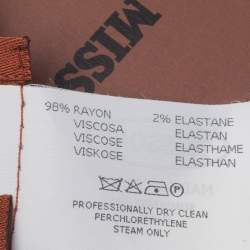 MISS
98% RAYON 2% ELASTANE
VISCOSA ELASTAN
VISCOSE ELASTHAME
VISKOSE ELASTHAN
PROFESSIONALLY DRY CLEAN
PERCHLORETHYLENE
STEAM ONLY